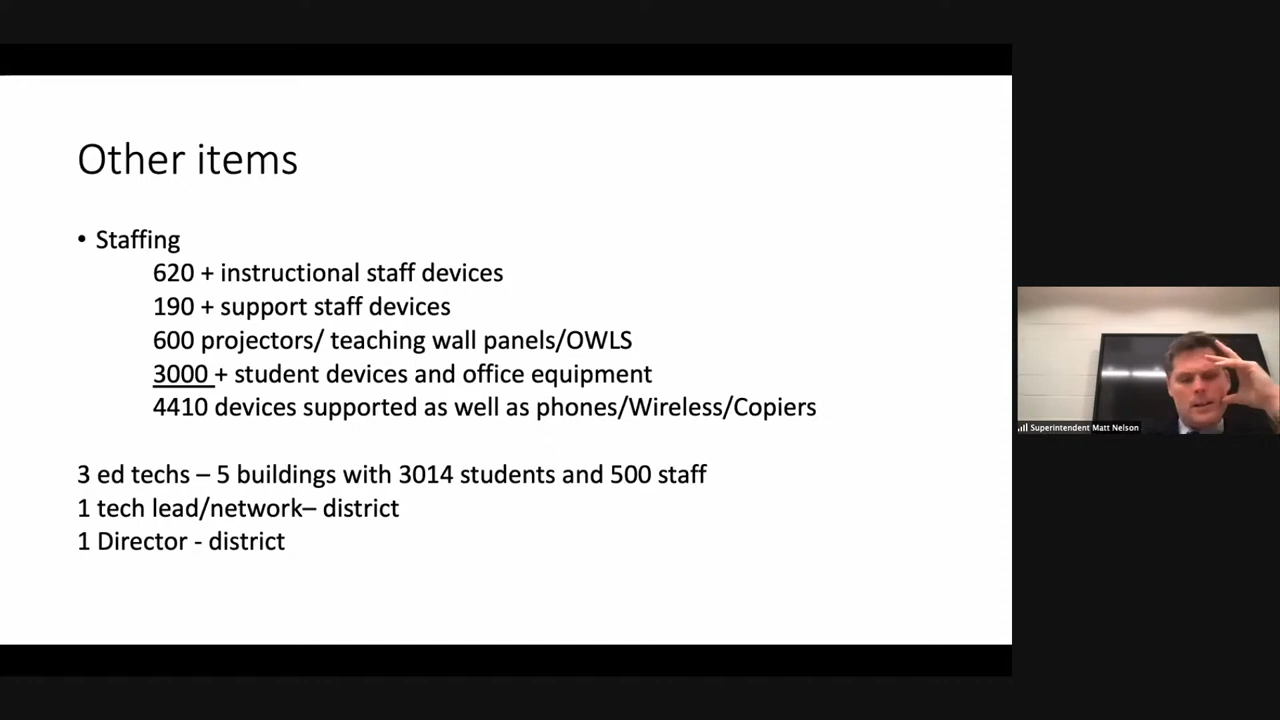 Other items
• Staffing
620 + instructional staff devices
190 + support staff devices
600 projectors/ teaching wall panels/OWLS
3000 + student devices and office equipment
4410 devices supported as well as phones/Wireless/Copiers
3 ed techs – 5 buildings with 3014 students and 500 staff
1 tech lead/network– district
1 Director - district
Superintendent Matt Nelson